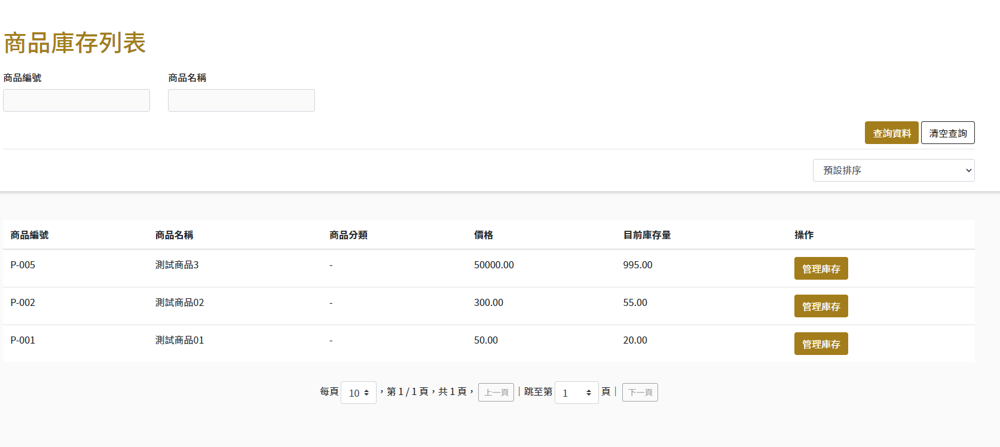 商品庫存列表
商品編號 商品名稱
查詢資料 清空查詢
預設排序
商品編號 商品名稱 商品分類 價格 目前庫存量 操作
P-005 測試商品3 - 50000.00 995.00 管理庫存
P-002 測試商品02 - 300.00 55.00 管理庫存
P-001 測試商品01 - 50.00 20.00 管理庫存
每頁 10 ，第 1 / 1 頁，共 1 頁， 上一頁 ｜跳至第 1 頁｜ 下一頁